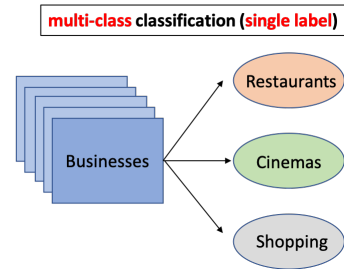 multi-class classification (single label)
Restaurants
Businesses
Cinemas
Shopping